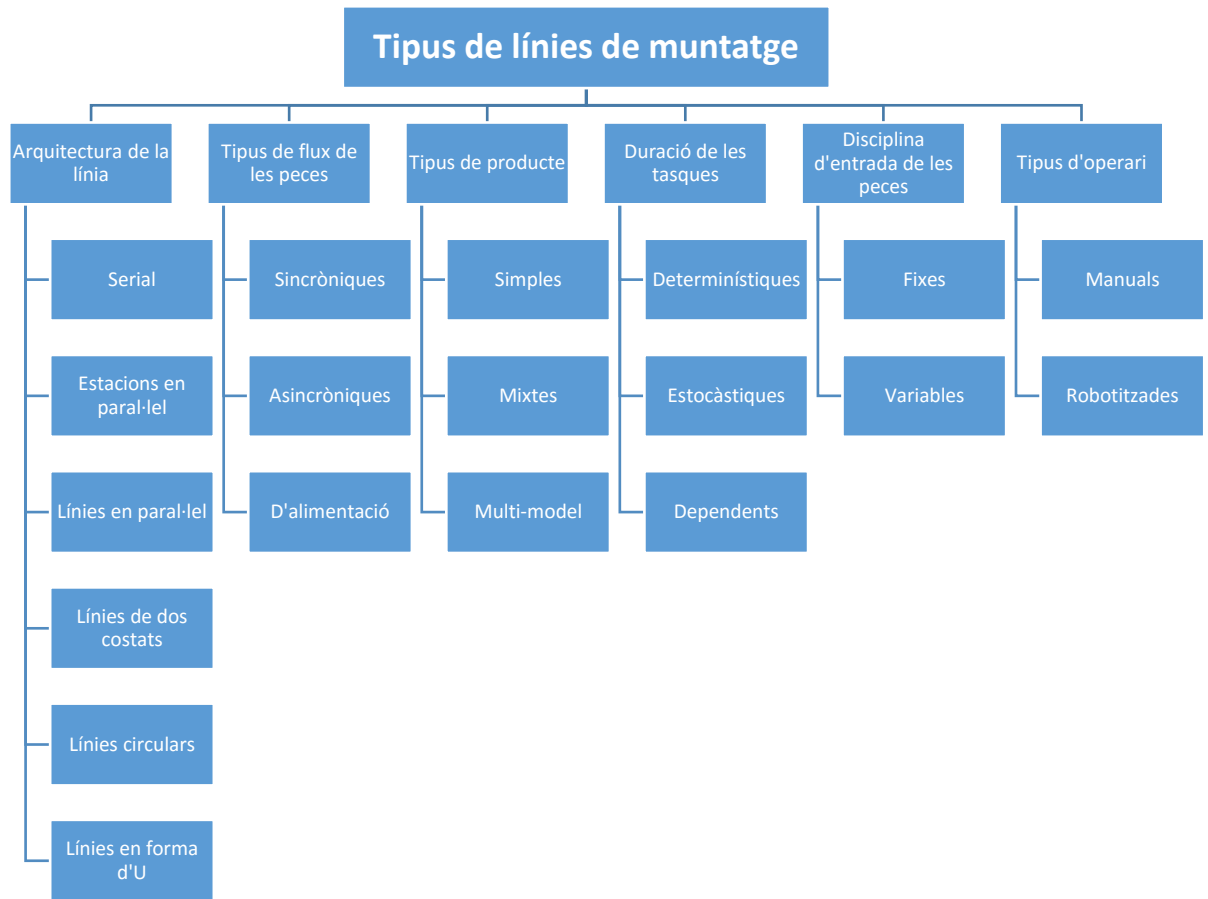 Tipus de línies de muntatge
Arquitectura de la
línia
Serial
Estacions en
paral·lel
Línies en paral·lel
Línies de dos
costats
Línies circulars
Línies en forma
d'U
Tipus de flux de
les peces
Sincròniques
Asincròniques
D'alimentació
Tipus de producte
Simples
Mixtes
Multi-model
Duració de les
tasques
Determinístiques
Estocàstiques
Dependents
Disciplina
d'entrada de les
peces
Fixes
Variables
Tipus d'operari
Manuals
Robotitzades